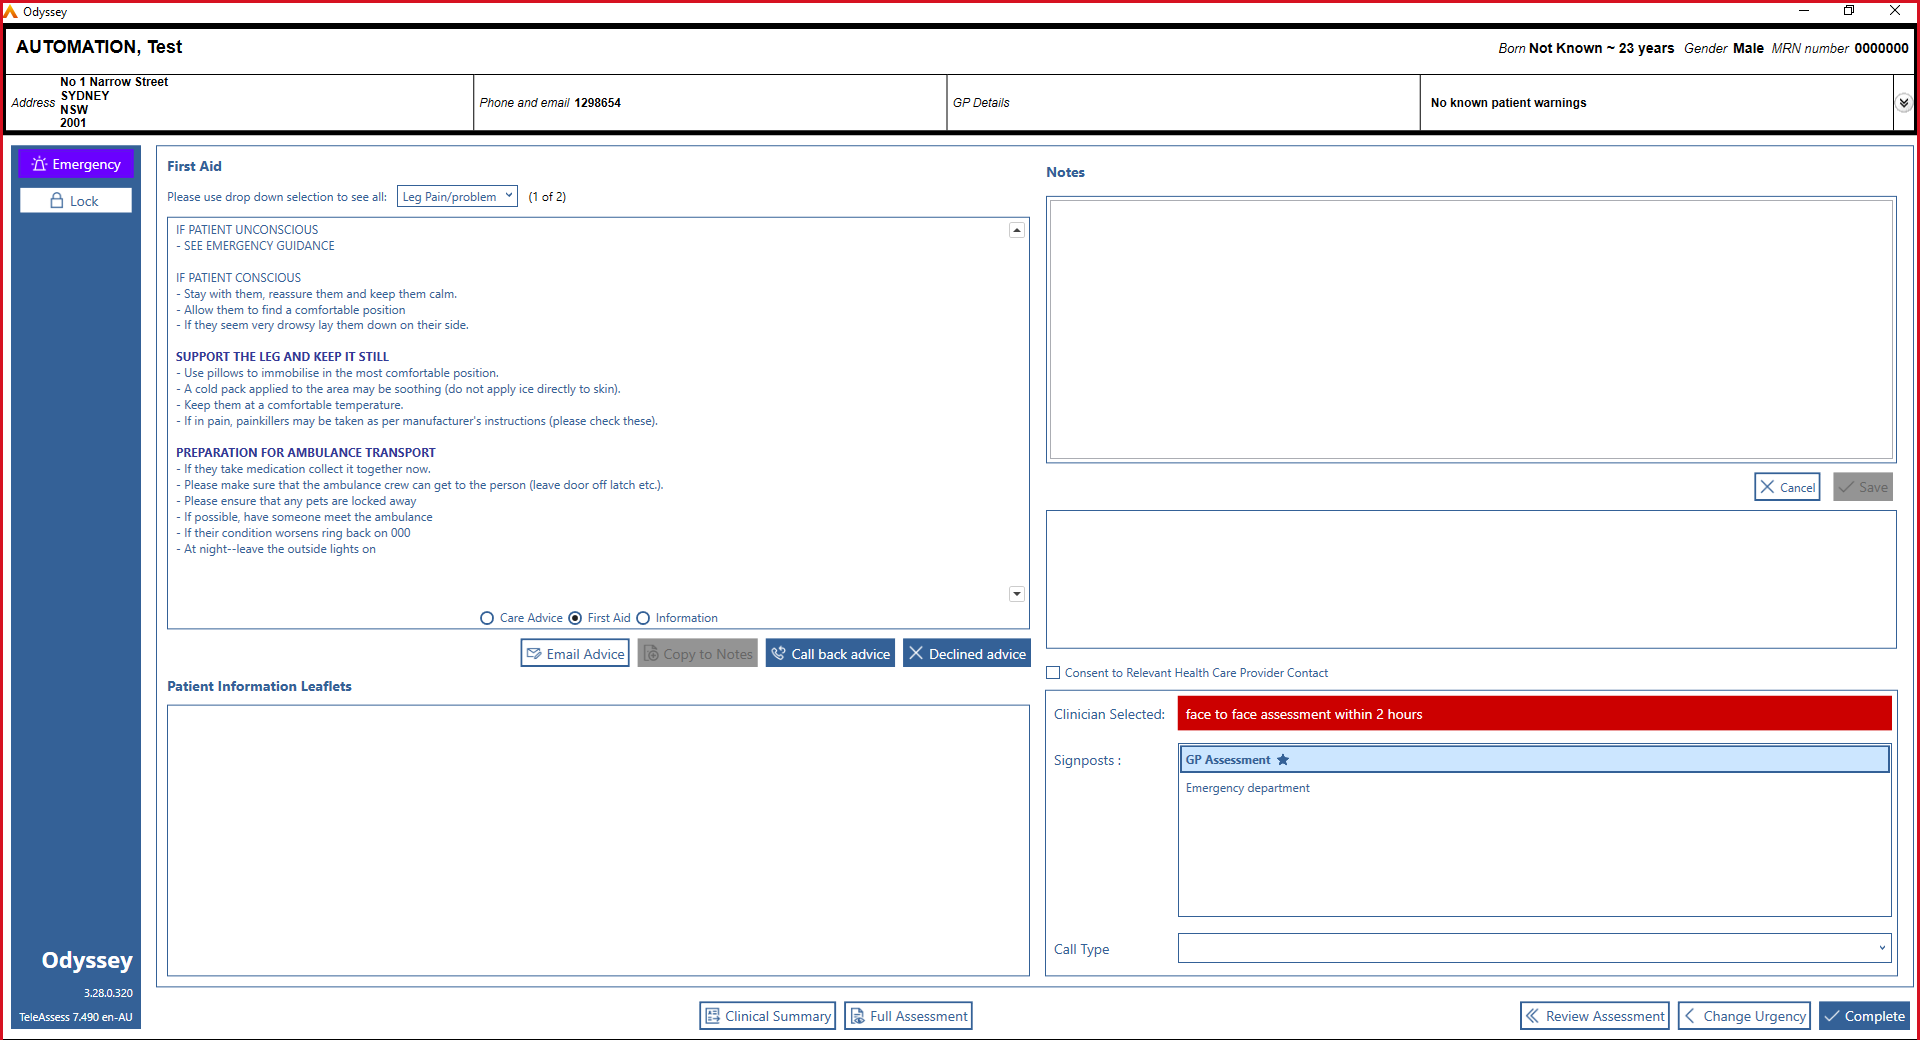 Odyssey
AUTOMATION, Test
Born Not Known ~ 23 years Gender Male MRN number 0000000
Address No 1 Narrow Street
SYDNEY
NSW
2001
Phone and email 1298654
GP Details
No known patient warnings
Emergency
Lock
First Aid
Please use drop down selection to see all: Leg Pain/problem (1 of 2)
IF PATIENT UNCONSCIOUS
- SEE EMERGENCY GUIDANCE
IF PATIENT CONSCIOUS
- Stay with them, reassure them and keep them calm.
- Allow them to find a comfortable position
- If they seem very drowsy lay them down on their side.
SUPPORT THE LEG AND KEEP IT STILL
- Use pillows to immobilise in the most comfortable position.
- A cold pack applied to the area may be soothing (do not apply ice directly to skin).
- Keep them at a comfortable temperature.
- If in pain, painkillers may be taken as per manufacturer's instructions (please check these).
PREPARATION FOR AMBULANCE TRANSPORT
- If they take medication collect it together now.
- Please make sure that the ambulance crew can get to the person (leave door off latch etc.).
- Please ensure that any pets are locked away
- If possible, have someone meet the ambulance
- If their condition worsens ring back on 000
- At night--leave the outside lights on
Care Advice First Aid Information
Email Advice Copy to Notes Call back advice Declined advice
Patient Information Leaflets
Notes
Cancel Save
Consent to Relevant Health Care Provider Contact
Clinician Selected: face to face assessment within 2 hours
Signposts : GP Assessment
Emergency department
Call Type
Odyssey
3.28.0.320
TeleAssess 7.490 en-AU
Clinical Summary Full Assessment
Review Assessment Change Urgency Complete